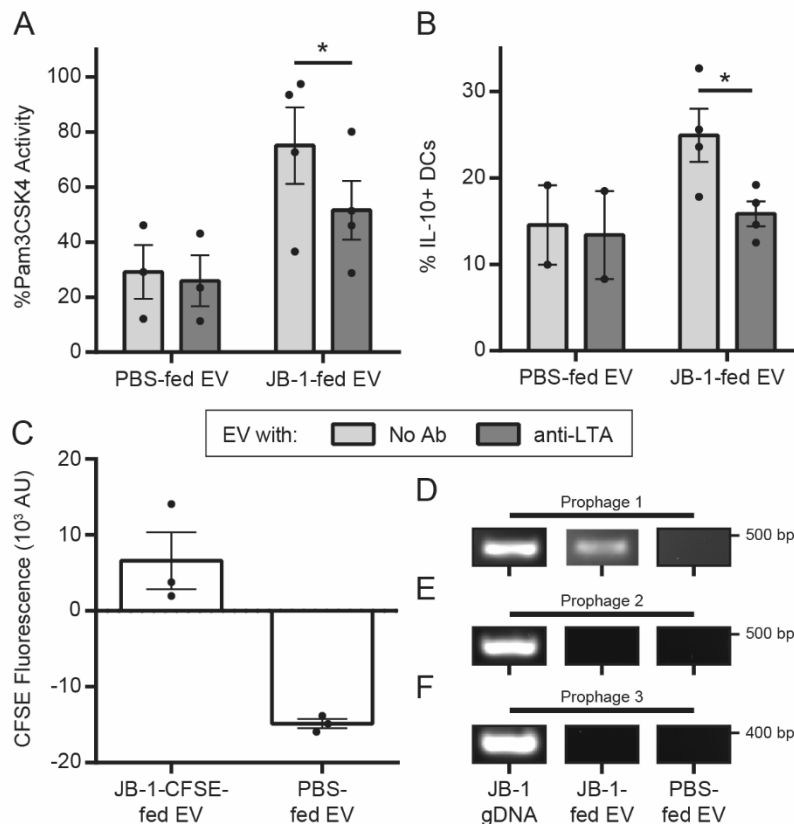 A
%Pam3CSK4 Activity
100
80
60
40
20
0
*
PBS-fed EV
JB-1-fed EV
B
% IL-10+ DCs
30
20
10
0
*
PBS-fed EV
JB-1-fed EV
EV with:
No Ab
anti-LTA
C
CFSE Fluorescence (10³ AU)
20
10
0
-10
-20
JB-1-CFSE-
fed EV
PBS-
fed EV
D
Prophage 1
500 bp
E
Prophage 2
500 bp
F
Prophage 3
400 bp
JB-1
gDNA
JB-1-
fed EV
PBS-
fed EV